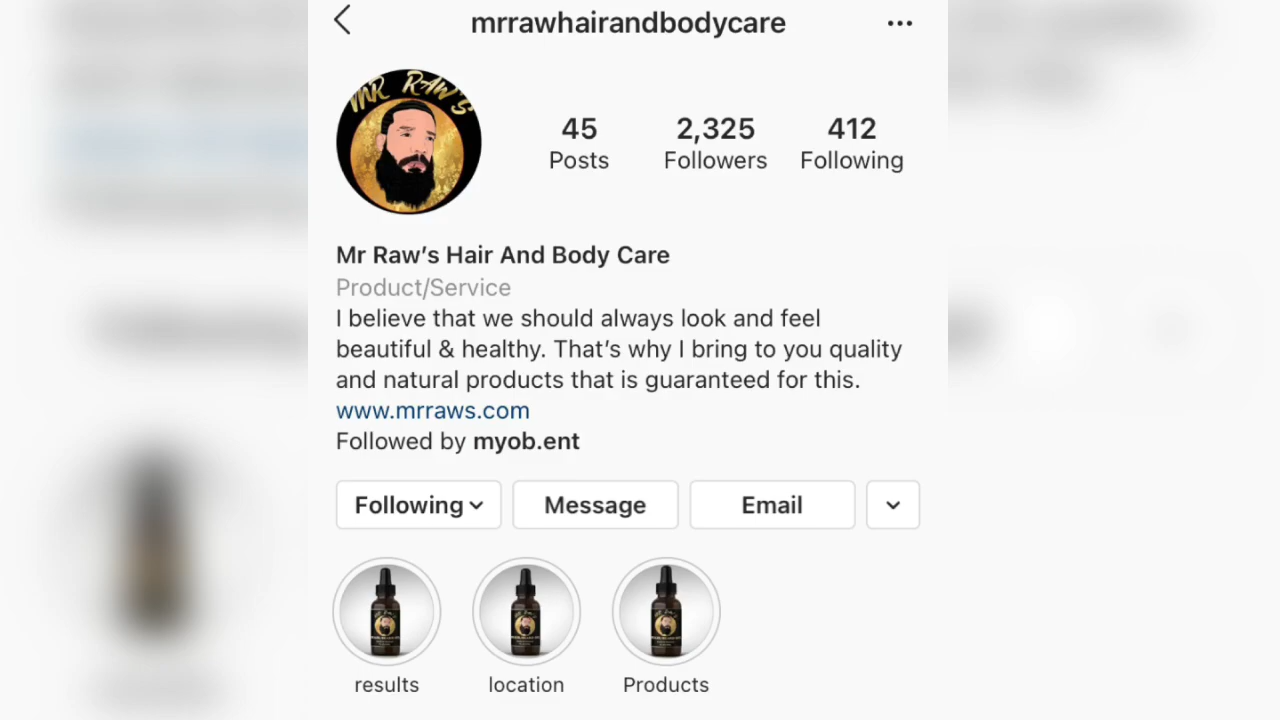 mrrawhairandbodycare
MR RAW'S
45
2,325
412
Posts
Followers
Following
Mr Raw’s Hair And Body Care
Product/Service
I believe that we should always look and feel
beautiful & healthy. That’s why I bring to you quality
and natural products that is guaranteed for this.
www.mrraws.com
Followed by myob.ent
Following
Message
Email
results
location
Products